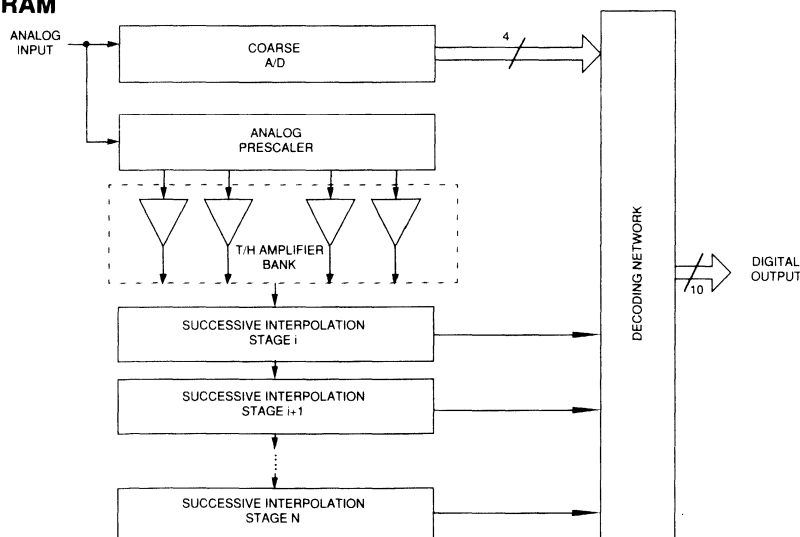 RAM
ANALOG
INPUT
COARSE
A/D
4
ANALOG
PRESCALER
T/H AMPLIFIER
BANK
SUCCESSIVE INTERPOLATION
STAGE i
SUCCESSIVE INTERPOLATION
STAGE i+1
SUCCESSIVE INTERPOLATION
STAGE N
DECODING NETWORK
10
DIGITAL
OUTPUT